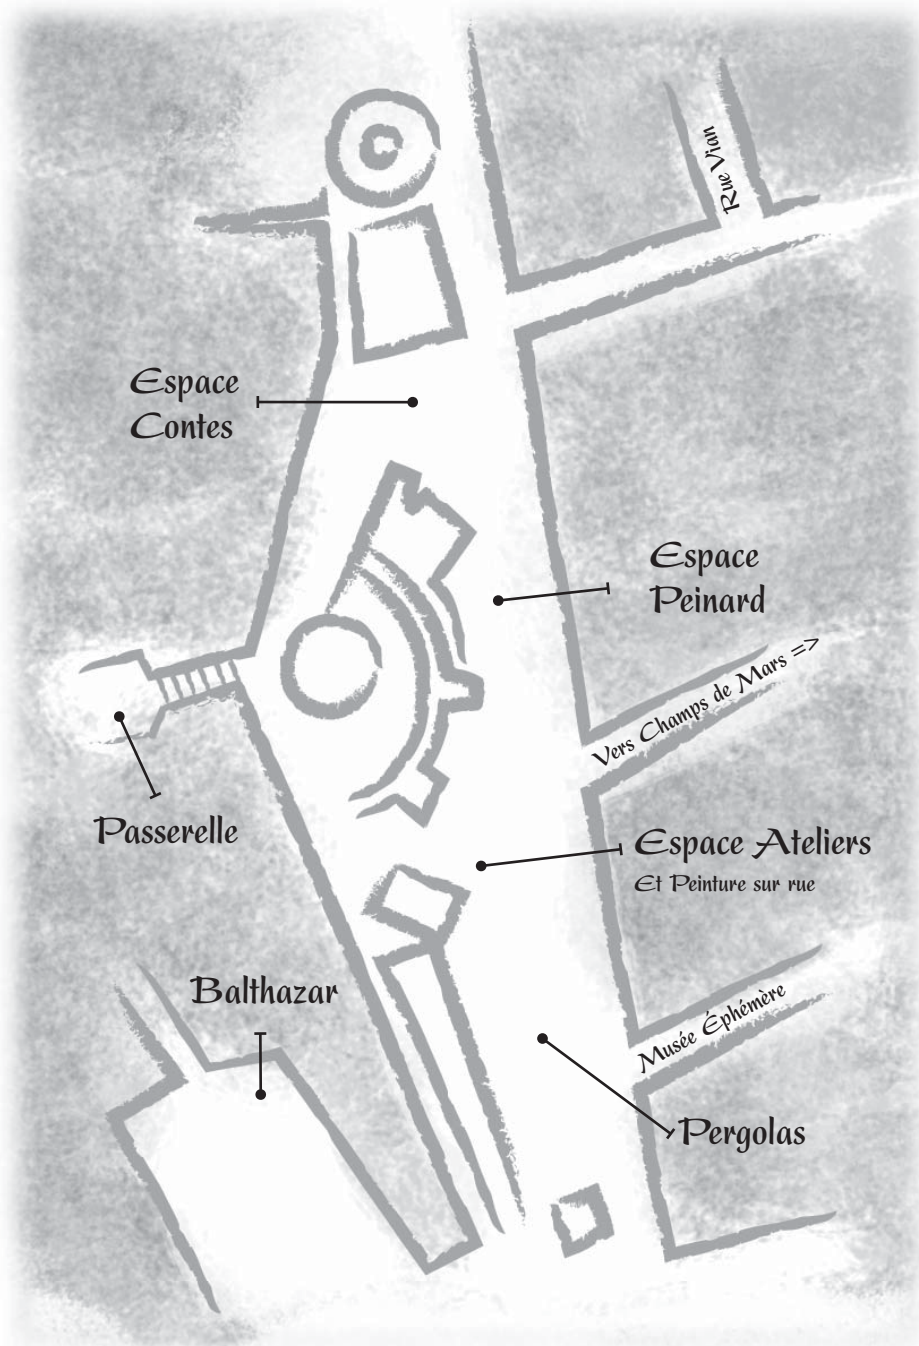 Rue Vian
Espace
Contes
Espace
Peinard
Vers Champs de Mars =>
Passerelle
Espace Ateliers
Et Peinture sur rue
Balthazar
Musée Éphémère
Pergolas